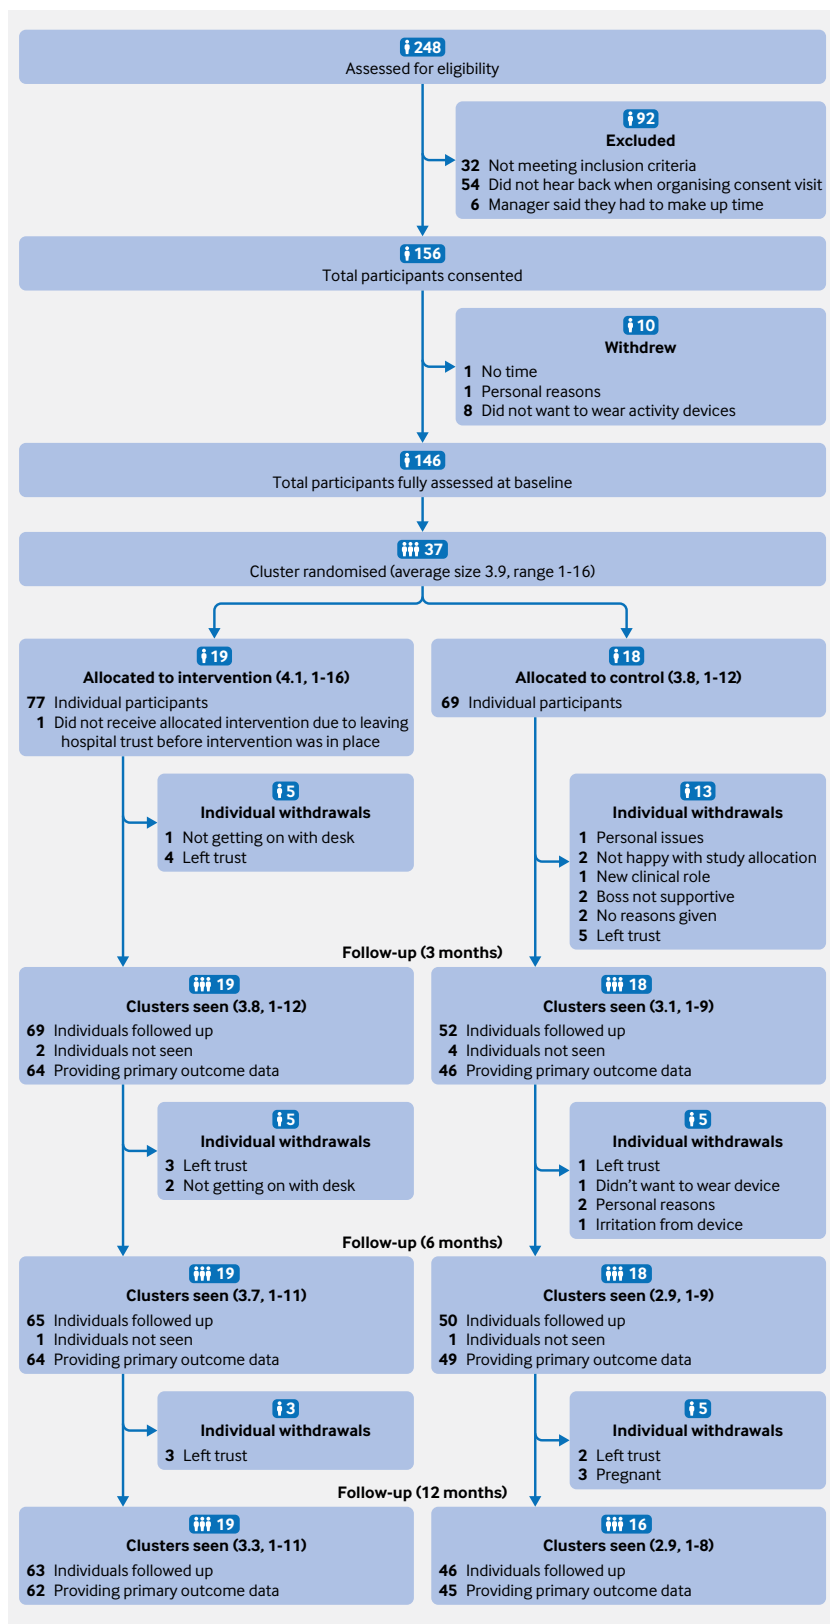 248
Assessed for eligibility
92
Excluded
32 Not meeting inclusion criteria
54 Did not hear back when organising consent visit
6 Manager said they had to make up time
156
Total participants consented
10
Withdrew
1 No time
1 Personal reasons
8 Did not want to wear activity devices
146
Total participants fully assessed at baseline
37
Cluster randomised (average size 3.9, range 1-16)
19
Allocated to intervention (4.1, 1-16)
77 Individual participants
1 Did not receive allocated intervention due to leaving
hospital trust before intervention was in place
18
Allocated to control (3.8, 1-12)
69 Individual participants
5
Individual withdrawals
1 Not getting on with desk
4 Left trust
13
Individual withdrawals
1 Personal issues
2 Not happy with study allocation
1 New clinical role
2 Boss not supportive
2 No reasons given
5 Left trust
Follow-up (3 months)
19
Clusters seen (3.8, 1-12)
69 Individuals followed up
2 Individuals not seen
64 Providing primary outcome data
18
Clusters seen (3.1, 1-9)
52 Individuals followed up
4 Individuals not seen
46 Providing primary outcome data
5
Individual withdrawals
3 Left trust
2 Not getting on with desk
5
Individual withdrawals
1 Left trust
1 Didn't want to wear device
2 Personal reasons
1 Irritation from device
Follow-up (6 months)
19
Clusters seen (3.7, 1-11)
65 Individuals followed up
1 Individuals not seen
64 Providing primary outcome data
18
Clusters seen (2.9, 1-9)
50 Individuals followed up
1 Individuals not seen
49 Providing primary outcome data
3
Individual withdrawals
3 Left trust
5
Individual withdrawals
2 Left trust
3 Pregnant
Follow-up (12 months)
19
Clusters seen (3.3, 1-11)
63 Individuals followed up
62 Providing primary outcome data
16
Clusters seen (2.9, 1-8)
46 Individuals followed up
45 Providing primary outcome data